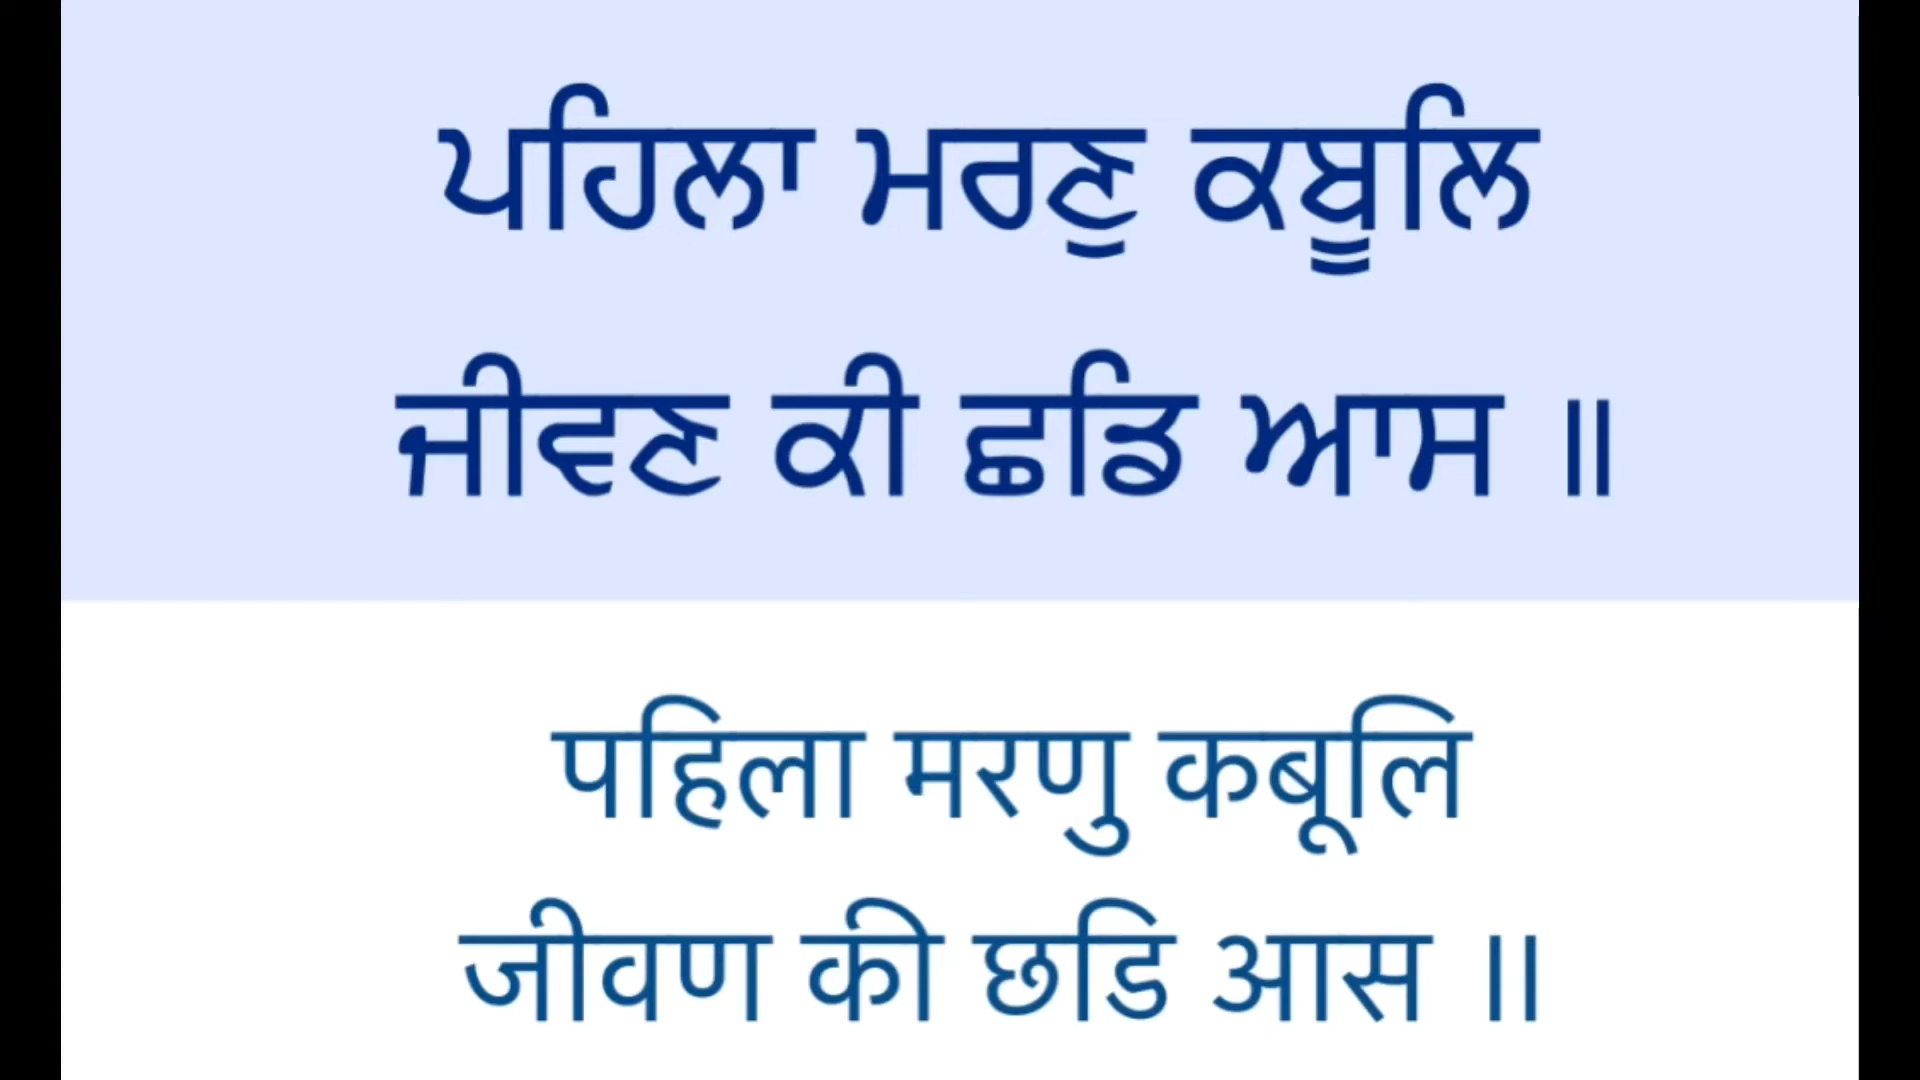 ਪਹਿਲਾ ਮਰਣੁ ਕਬੂਲਿ
ਜੀਵਣ ਕੀ ਛਡਿ ਆਸ ॥
पहिला मरणु कबूलि
जीवण की छडि आस ।।